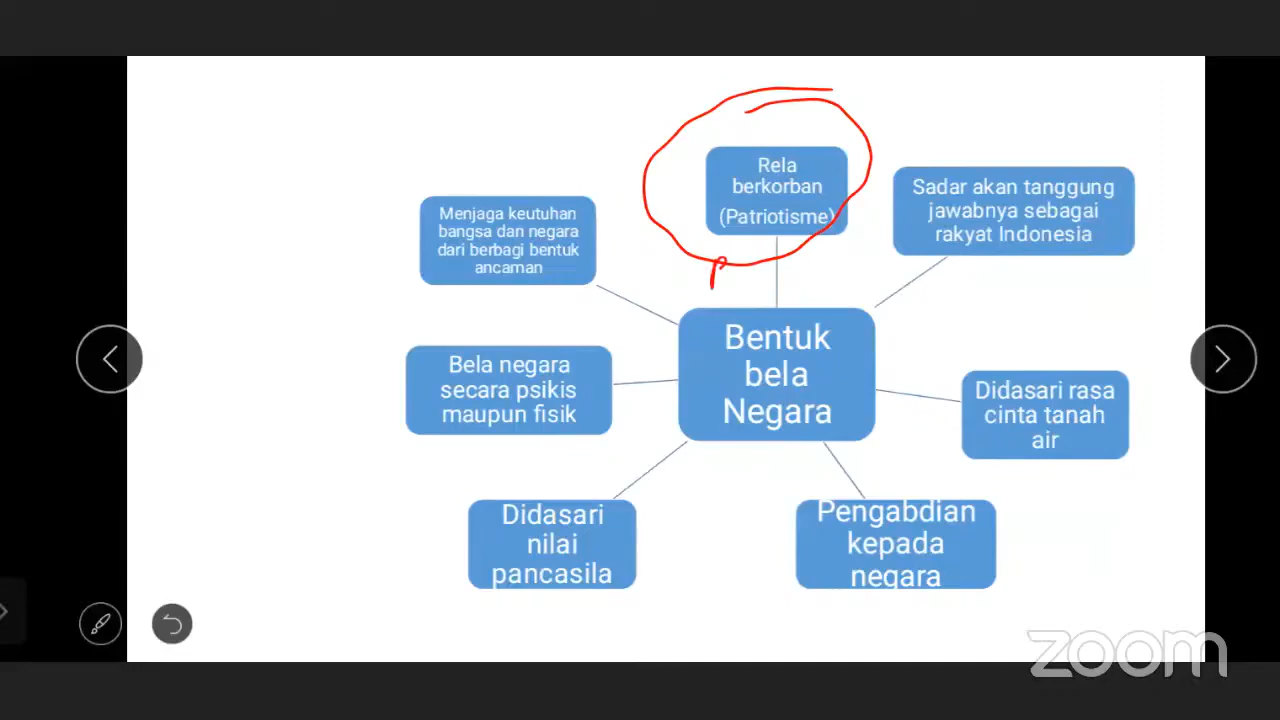 Rela
berkorban
(Patriotisme)
Sadar akan tanggung
jawabnya sebagai
rakyat Indonesia
Menjaga keutuhan
bangsa dan negara
dari berbagi bentuk
ancaman
Bentuk
bela
Negara
Bela negara
secara psikis
maupun fisik
Didasari rasa
cinta tanah
air
Didasari
nilai
pancasila
Pengabdian
kepada
negara
zoom